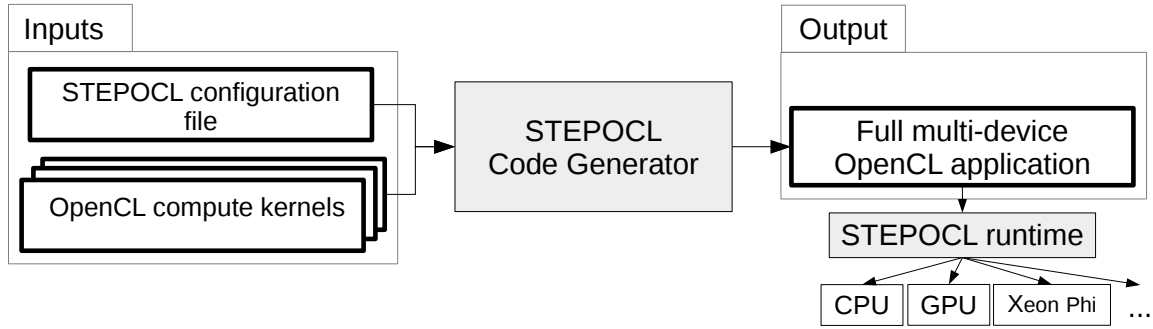 Inputs
STEPOCL configuration
file
OpenCL compute kernels
STEPOCL
Code Generator
Output
Full multi-device
OpenCL application
STEPOCL runtime
CPU
GPU
Xeon Phi
...